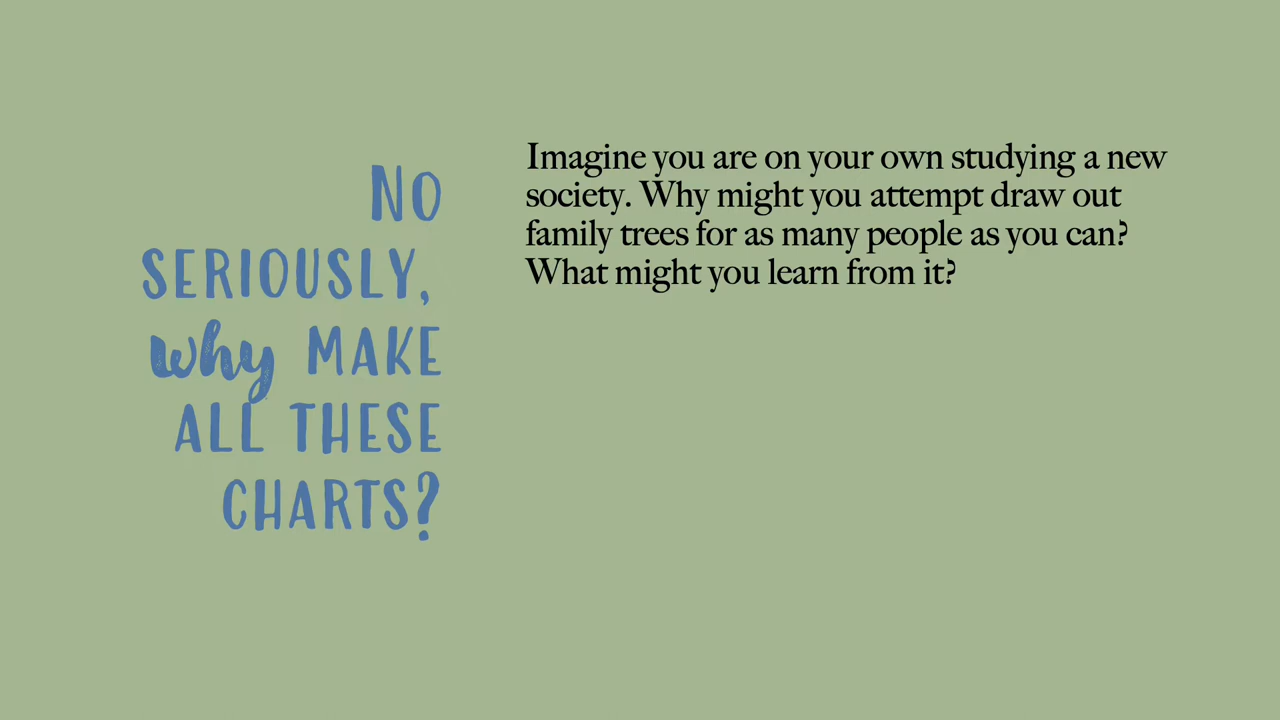 NO
SERIOUSLY,
why MAKE
ALL THESE
CHARTS?
Imagine you are on your own studying a new
society. Why might you attempt draw out
family trees for as many people as you can?
What might you learn from it?